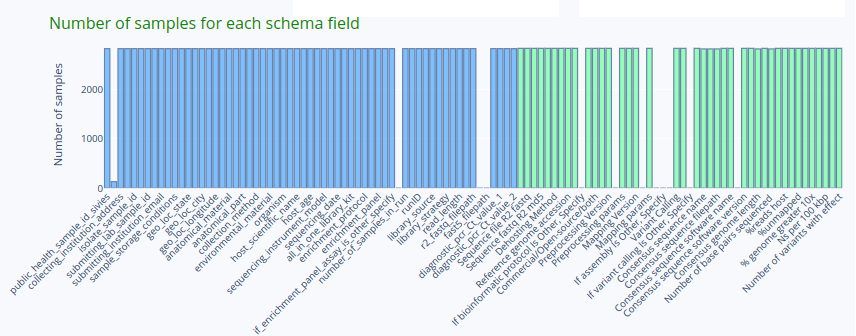 Number of samples for each schema field
Number of samples
2000
1000
0
public_health_sample_id_sivies
collecting_institution_address
isolate_sample_id
submitting_lab_sample_id
submitting_institution_email
sample_storage_conditions
geo_loc_state
geo_loc_city
geo_loc_longitude
anatomical_material
anatomical_part
collection_method
environmental_material
organism
host_scientific_name
host_age
sequencing_instrument_model
sequencing_date
all_in_one_library_kit
enrichment_protocol
enrichment_panel
if_enrichment_panel_assay_is_other_specify
number_of_samples_in_run
runID
library_source
library_strategy
read_length
r2_fastq_filepath
fast5_filepath
diagnostic_pcr_Ct_value_1
diagnostic_pcr_Ct_value_2
Sequence file R2 fastq
Sequence fastq R2 md5
Dehosting Method
Reference genome accession
If bioinformatic protocol Is Other, Specify
Commercial/Open-source/both
Preprocessing Version
Preprocessing params
Mapping Version
Mapping params
If assembly Is Other, Specify
Variant Calling
If variant calling Is Other, Specify
Consensus sequence name
Consensus sequence filepath
Consensus sequence software name
Consensus sequence software version
Consensus genome length
Number of base pairs sequenced
%reads host
%unmapped
% genome greater 10x
Ns per 100 kbp
Number of variants with effect